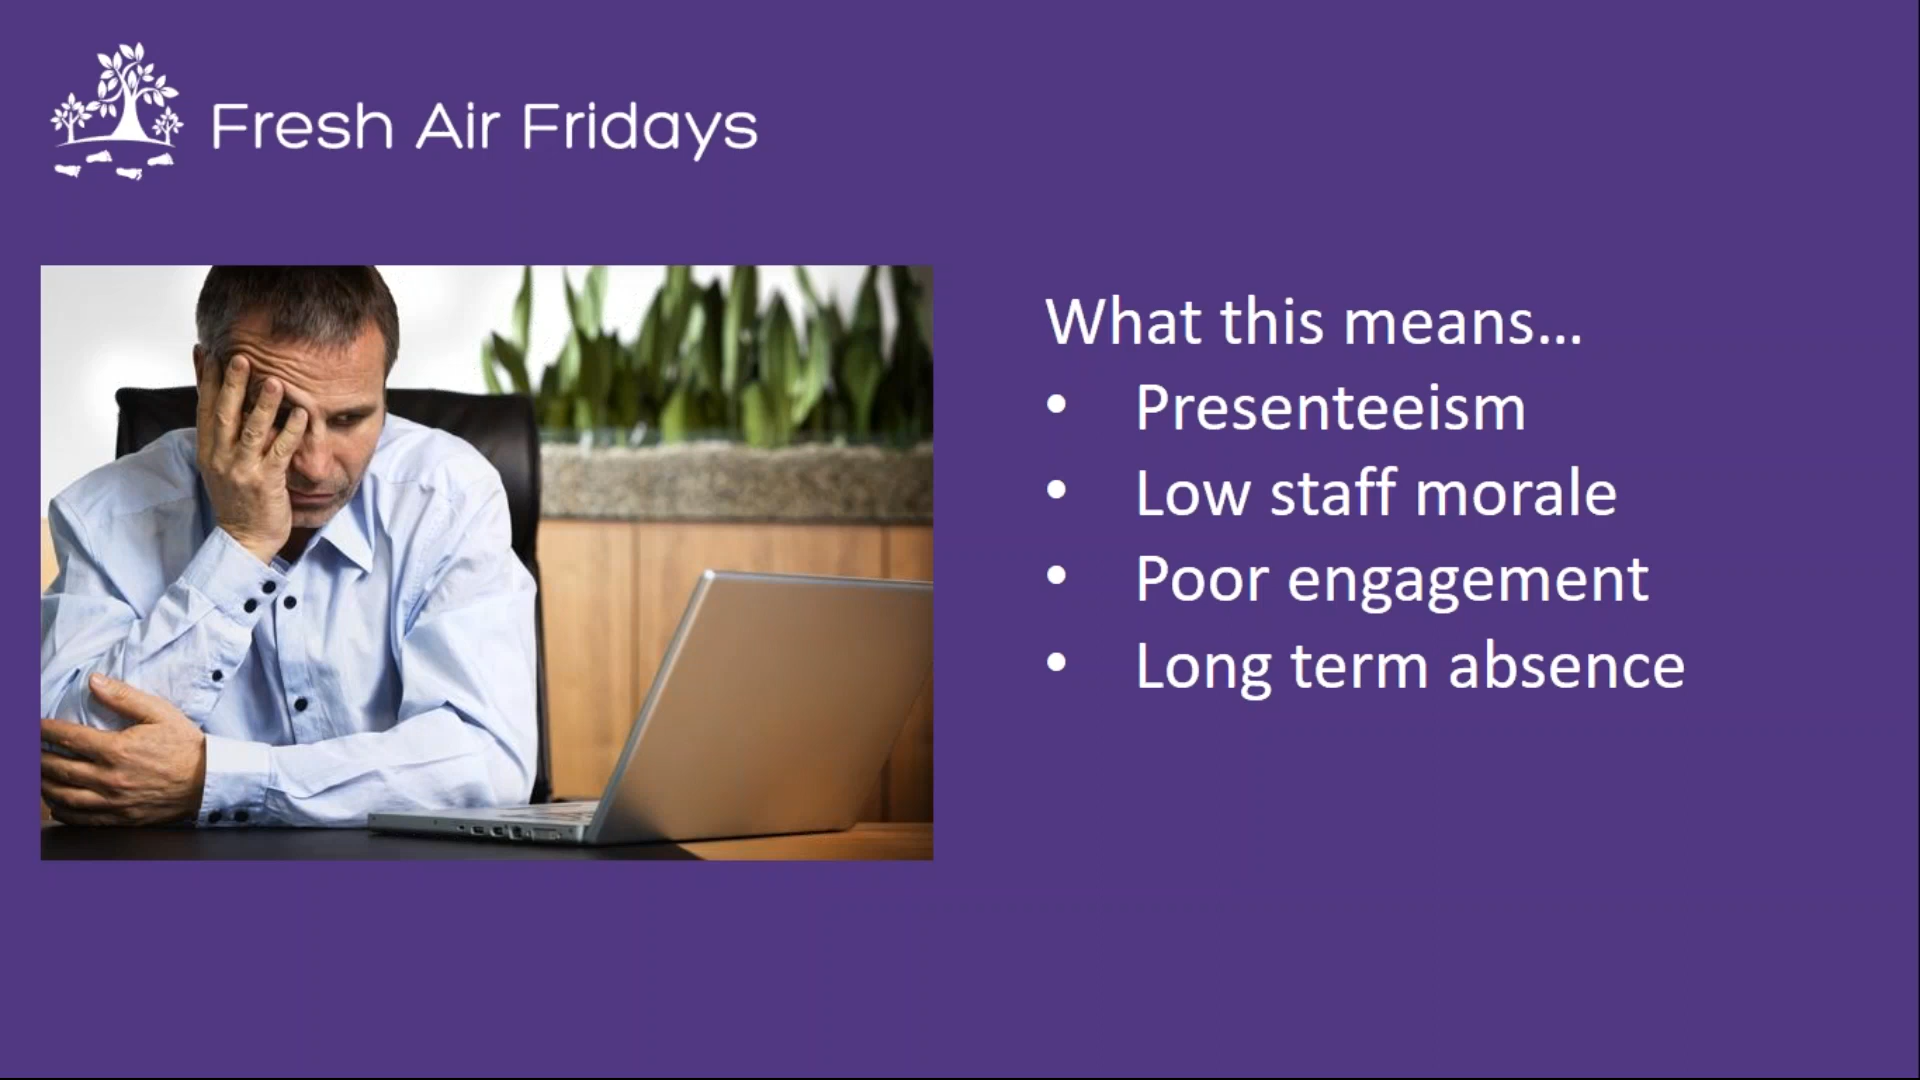 Fresh Air Fridays
What this means...
• Presenteeism
• Low staff morale
• Poor engagement
• Long term absence